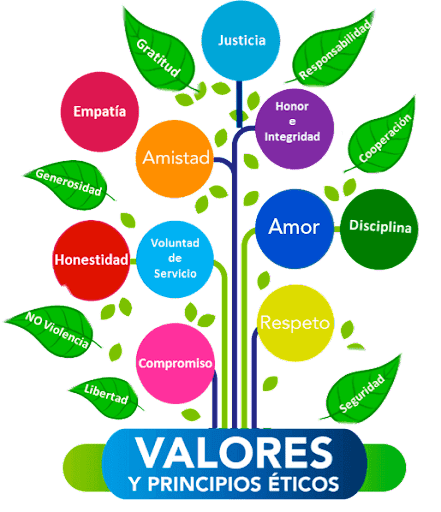 Justicia
Gratitud
Responsabilidad
Empatía
Honor
e
Integridad
Amistad
Cooperación
Generosidad
Amor
Disciplina
Honestidad
Voluntad
de
Servicio
NO Violencia
Respeto
Compromiso
Libertad
Seguridad
VALORES
Y PRINCIPIOS ÉTICOS